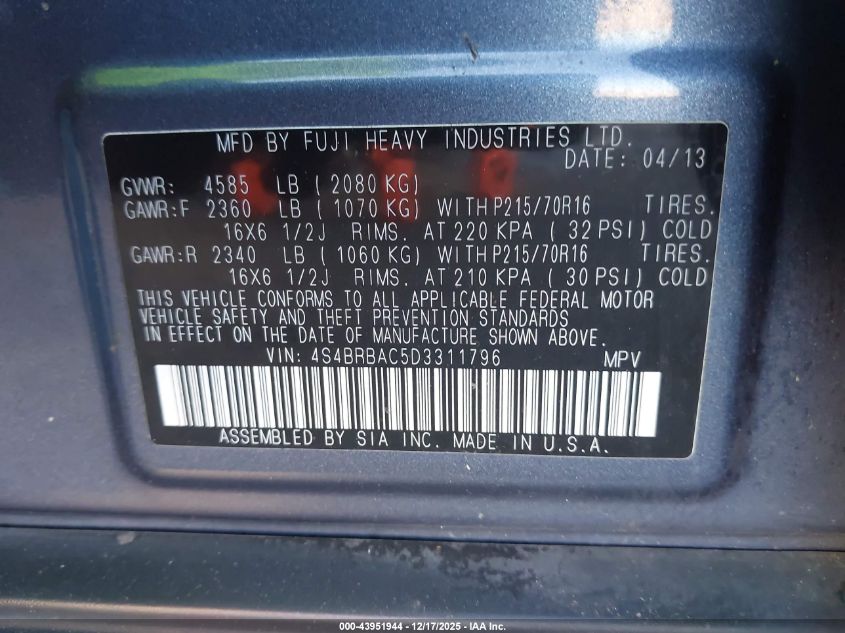 MFD BY FUJI HEAVY INDUSTRIES LTD.
DATE: 04/13
GVWR: 4585 LB ( 2080 KG)
GAWR:F 2360 LB ( 1070 KG) WITH P215/70R16 TIRES.
16X6 1/2J RIMS. AT 220 KPA ( 32 PSI) COLD
GAWR:R 2340 LB ( 1060 KG) WITH P215/70R16 TIRES.
16X6 1/2J RIMS. AT 210 KPA ( 30 PSI) COLD
THIS VEHICLE CONFORMS TO ALL APPLICABLE FEDERAL MOTOR
VEHICLE SAFETY AND THEFT PREVENTION STANDARDS
IN EFFECT ON THE DATE OF MANUFACTURE SHOWN ABOVE.
VIN: 4S4BRBAC5D3311796 MPV
ASSEMBLED BY SIA INC. MADE IN U.S.A.
000-43951944 - 12/17/2025 - IAA Inc.